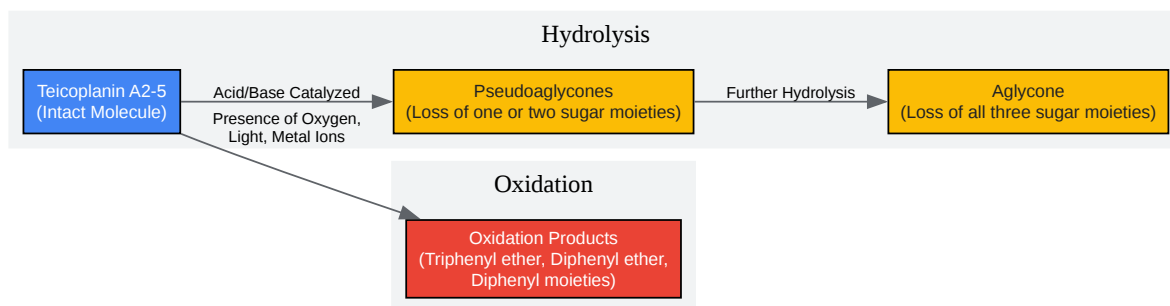 Hydrolysis
Teicoplanin A2-5
(Intact Molecule)
Acid/Base Catalyzed
Presence of Oxygen,
Light, Metal Ions
Pseudoaglycones
(Loss of one or two sugar moieties)
Further Hydrolysis
Aglycone
(Loss of all three sugar moieties)
Oxidation
Oxidation Products
(Triphenyl ether, Diphenyl ether,
Diphenyl moieties)